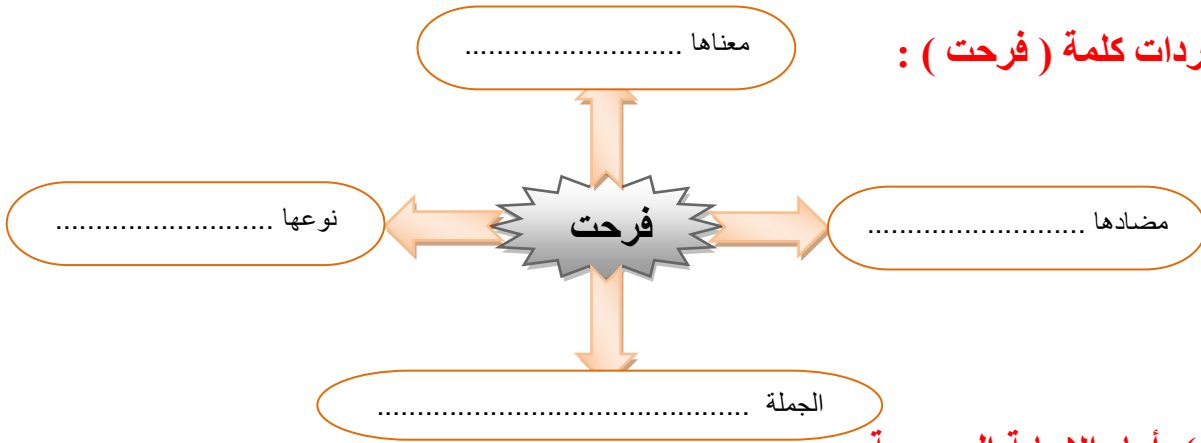 ردات كلمة ( فرحت ) :
معناها ...........................
مضادها ...........................
فرحت
نوعها ...........................
الجملة ...............................................